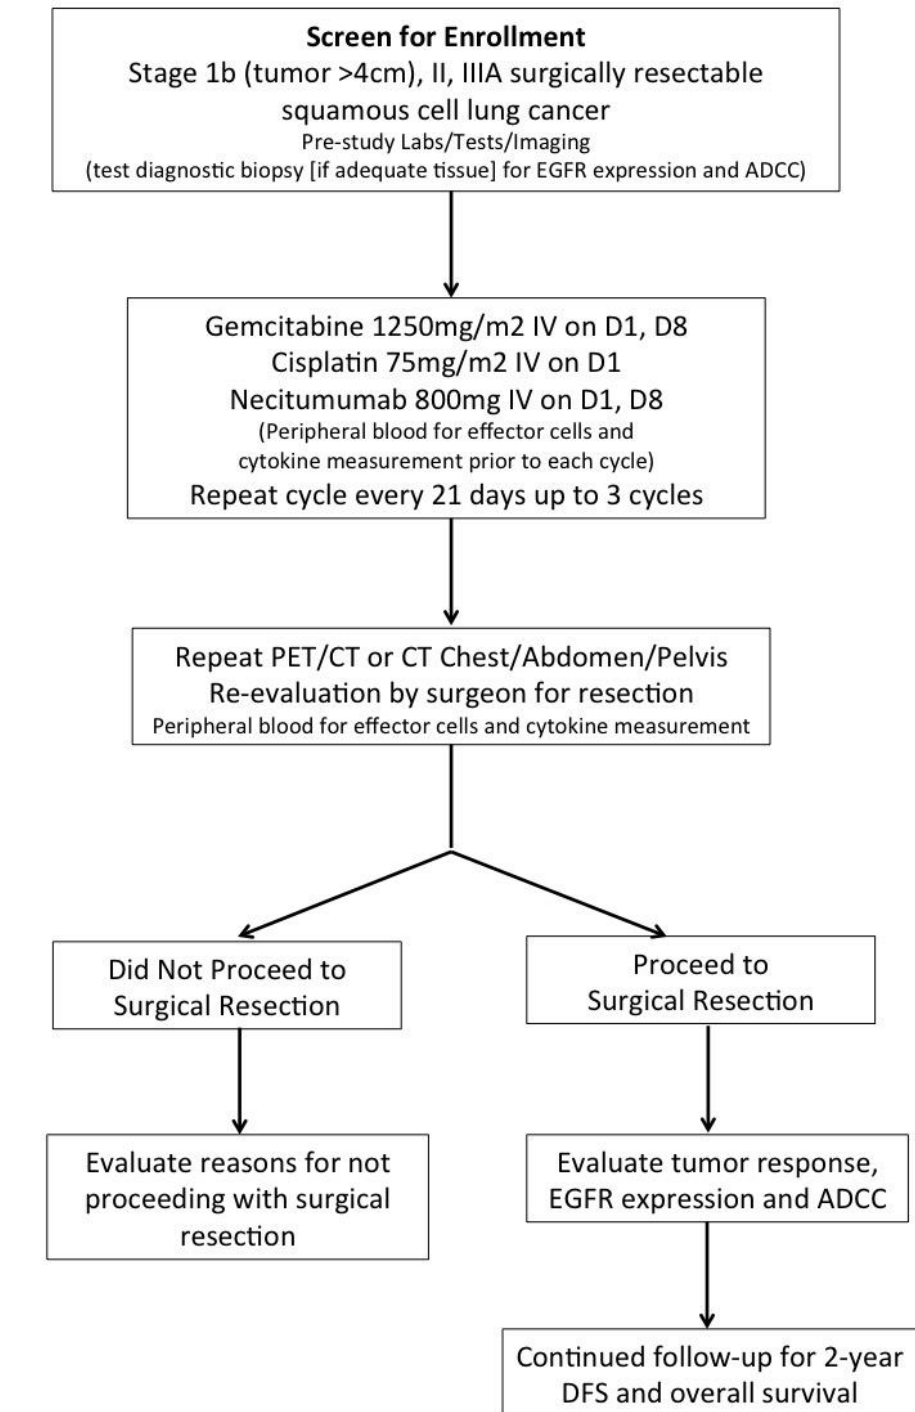 Screen for Enrollment
Stage 1b (tumor >4cm), II, IIIA surgically resectable
squamous cell lung cancer
Pre-study Labs/Tests/Imaging
(test diagnostic biopsy [if adequate tissue] for EGFR expression and ADCC)
Gemcitabine 1250mg/m2 IV on D1, D8
Cisplatin 75mg/m2 IV on D1
Necitumumab 800mg IV on D1, D8
(Peripheral blood for effector cells and
cytokine measurement prior to each cycle)
Repeat cycle every 21 days up to 3 cycles
Repeat PET/CT or CT Chest/Abdomen/Pelvis
Re-evaluation by surgeon for resection
Peripheral blood for effector cells and cytokine measurement
Did Not Proceed to
Surgical Resection
Proceed to
Surgical Resection
Evaluate reasons for not
proceeding with surgical
resection
Evaluate tumor response,
EGFR expression and ADCC
Continued follow-up for 2-year
DFS and overall survival